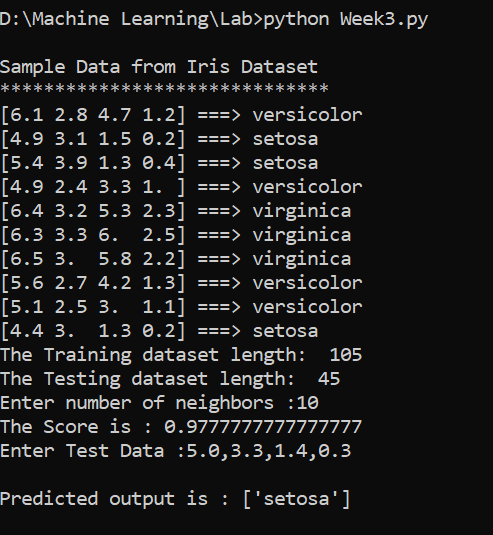 D:\Machine Learning\Lab>python Week3.py
Sample Data from Iris Dataset
******************************
[6.1 2.8 4.7 1.2] ===> versicolor
[4.9 3.1 1.5 0.2] ===> setosa
[5.4 3.9 1.3 0.4] ===> setosa
[4.9 2.4 3.3 1. ] ===> versicolor
[6.4 3.2 5.3 2.3] ===> virginica
[6.3 3.3 6.  2.5] ===> virginica
[6.5 3.  5.8 2.2] ===> virginica
[5.6 2.7 4.2 1.3] ===> versicolor
[5.1 2.5 3.  1.1] ===> versicolor
[4.4 3.  1.3 0.2] ===> setosa
The Training dataset length:  105
The Testing dataset length:  45
Enter number of neighbors :10
The Score is : 0.9777777777777777
Enter Test Data :5.0,3.3,1.4,0.3
Predicted output is : ['setosa']